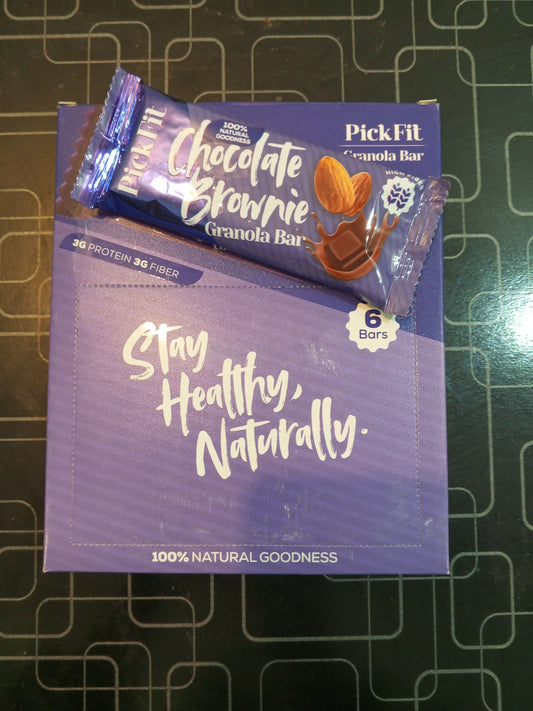 PickFit
100%
NATURAL
GOODNESS
Chocolate
Brownie
Granola Bar
HIGH FIBER
PickFit
Granola Bar
3G PROTEIN 3G FIBER
6
Bars
Stay
Healthy,
Naturally.
100% NATURAL GOODNESS